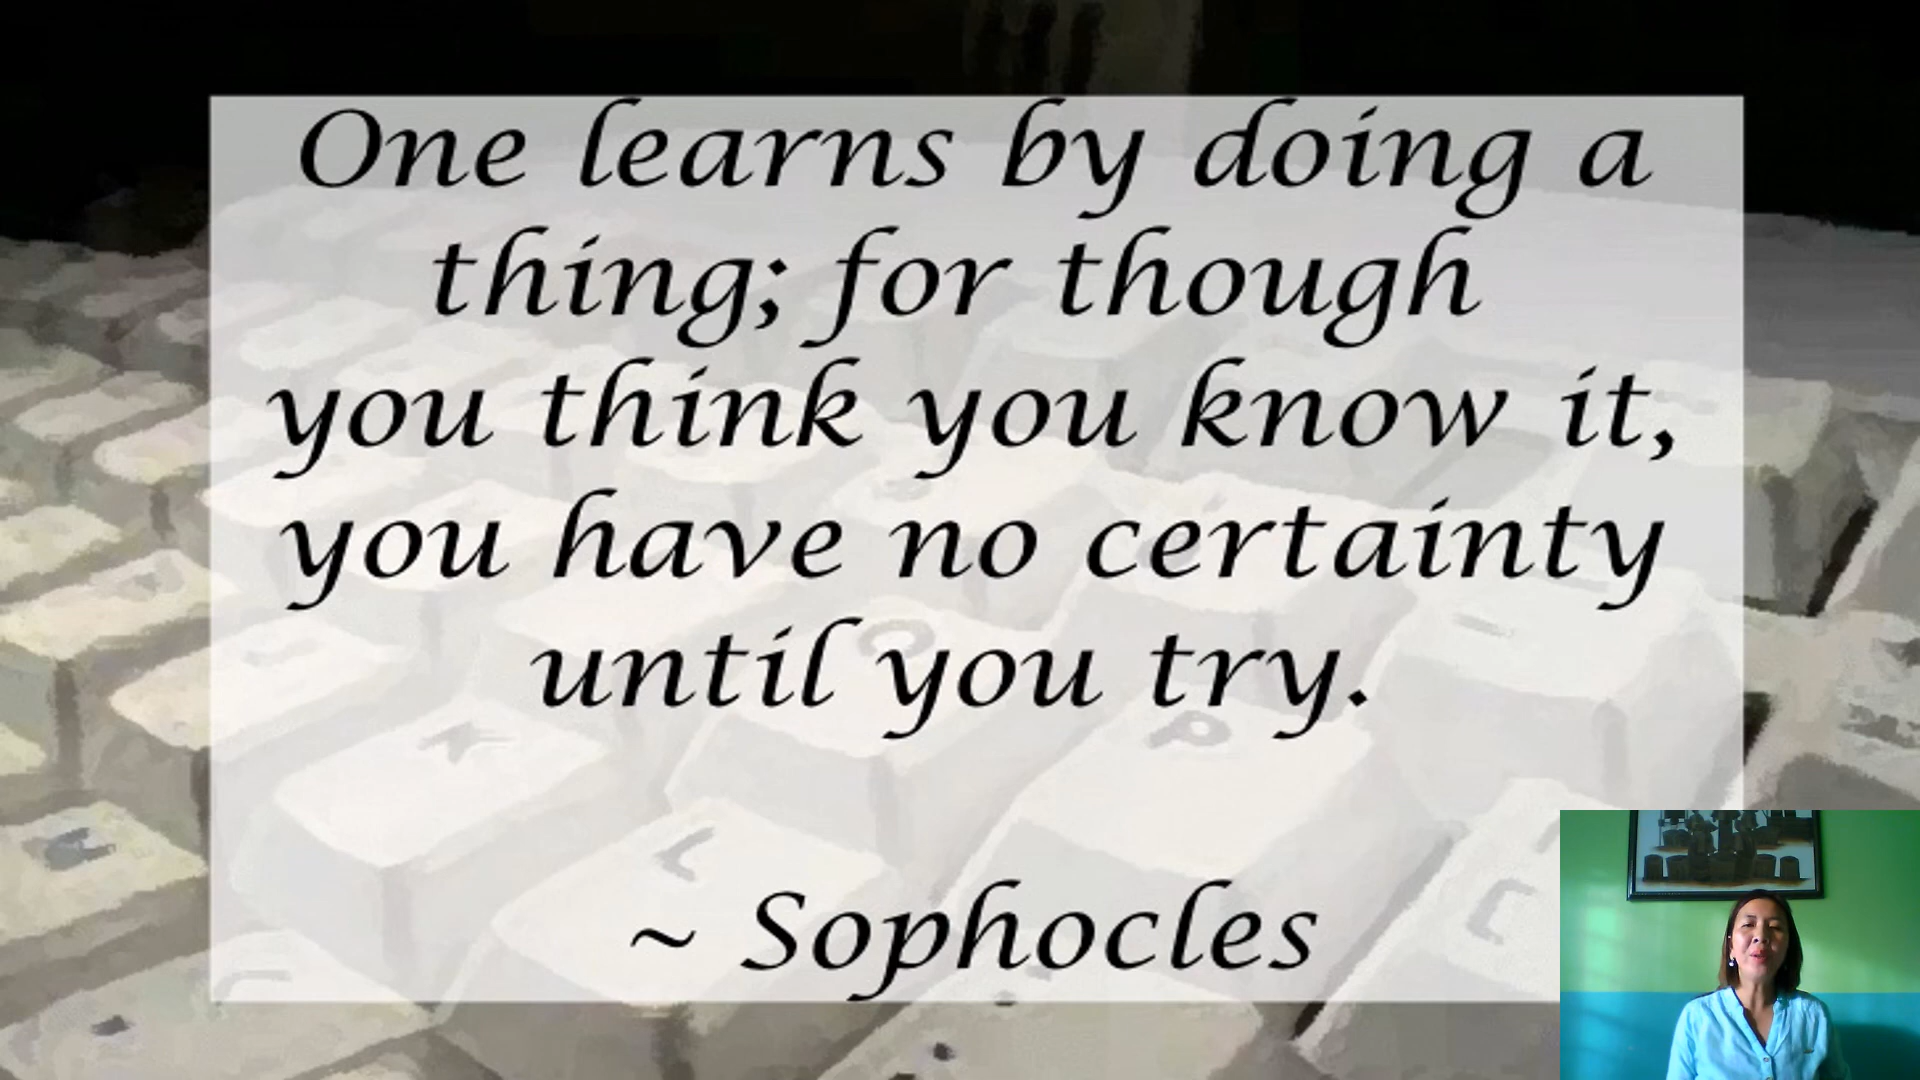 One learns by doing a
thing; for though
you think you know it,
you have no certainty
until you try.
~ Sophocles